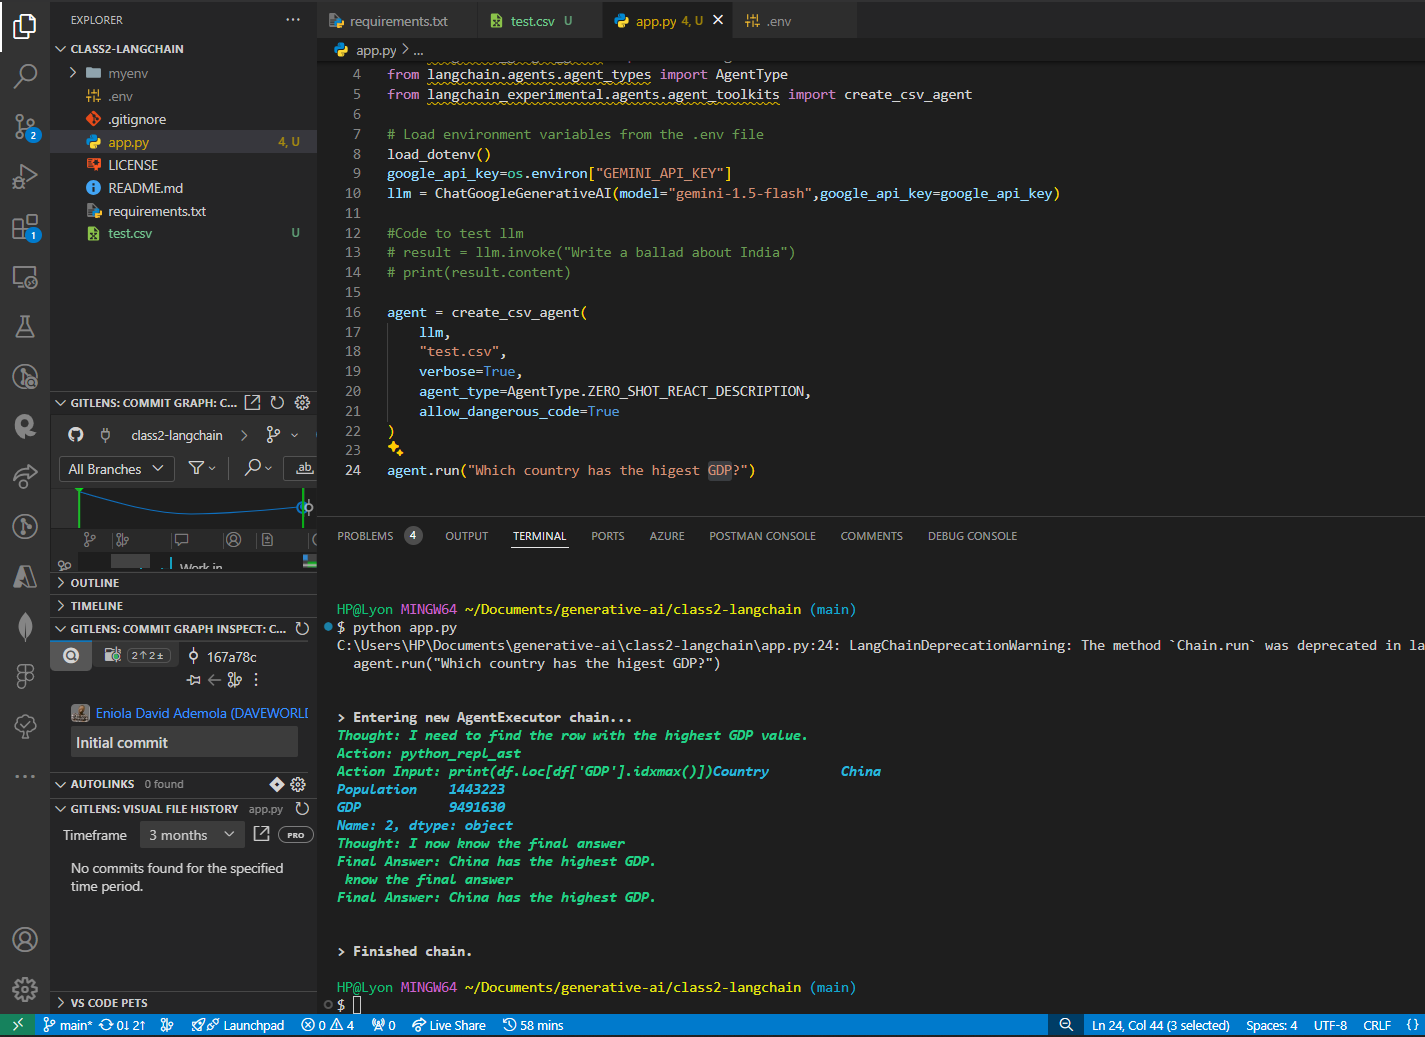 EXPLORER
CLASS2-LANGCHAIN
myenv
.env
.gitignore
app.py 4, U
LICENSE
README.md
requirements.txt
test.csv U
GITLENS: COMMIT GRAPH: C...
class2-langchain
All Branches
ab,
Work in
OUTLINE
TIMELINE
GITLENS: COMMIT GRAPH INSPECT: C...
2↑2± 167a78c
Eniola David Ademola (DAVEWORLD
Initial commit
AUTOLINKS 0 found
GITLENS: VISUAL FILE HISTORY app.py
Timeframe 3 months PRO
No commits found for the specified
time period.
VS CODE PETS
2
1
requirements.txt test.csv U app.py 4, U .env
app.py > ...
4 from langchain.agents.agent_types import AgentType
5 from langchain_experimental.agents.agent_toolkits import create_csv_agent
6
7 # Load environment variables from the .env file
8 load_dotenv()
9 google_api_key=os.environ["GEMINI_API_KEY"]
10 llm = ChatGoogleGenerativeAI(model="gemini-1.5-flash",google_api_key=google_api_key)
11
12 #Code to test llm
13 # result = llm.invoke("Write a ballad about India")
14 # print(result.content)
15
16 agent = create_csv_agent(
17 llm,
18 "test.csv",
19 verbose=True,
20 agent_type=AgentType.ZERO_SHOT_REACT_DESCRIPTION,
21 allow_dangerous_code=True
22 )
23
24 agent.run("Which country has the higest GDP?")
PROBLEMS 4 OUTPUT TERMINAL PORTS AZURE POSTMAN CONSOLE COMMENTS DEBUG CONSOLE
HP@Lyon MINGW64 ~/Documents/generative-ai/class2-langchain (main)
$ python app.py
C:\Users\HP\Documents\generative-ai\class2-langchain\app.py:24: LangChainDeprecationWarning: The method `Chain.run` was deprecated in la
agent.run("Which country has the higest GDP?")
> Entering new AgentExecutor chain...
Thought: I need to find the row with the highest GDP value.
Action: python_repl_ast
Action Input: print(df.loc[df['GDP'].idxmax()])Country China
Population 1443223
GDP 9491630
Name: 2, dtype: object
Thought: I now know the final answer
Final Answer: China has the highest GDP.
know the final answer
Final Answer: China has the highest GDP.
> Finished chain.
HP@Lyon MINGW64 ~/Documents/generative-ai/class2-langchain (main)
$
main* 0↓ 2↑ Launchpad 0 4 0 Live Share 58 mins Ln 24, Col 44 (3 selected) Spaces: 4 UTF-8 CRLF {}